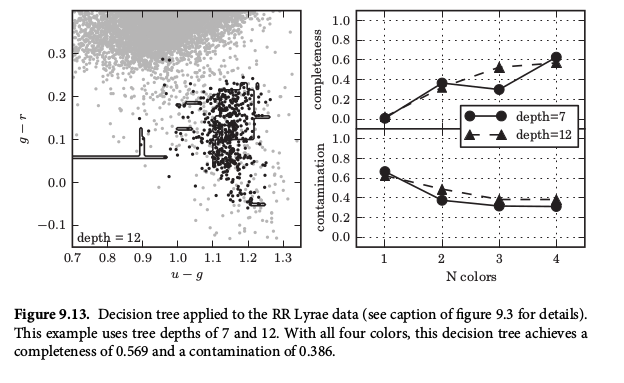 0.3
0.2
0.1
0.0
−0.1
g − r
depth = 12
0.7 0.8 0.9 1.0 1.1 1.2 1.3
u − g
completeness
1.0
0.8
0.6
0.4
0.2
0.0
depth=7
depth=12
contamination
1.0
0.8
0.6
0.4
0.2
0.0
1 2 3 4
N colors
Figure 9.13. Decision tree applied to the RR Lyrae data (see caption of figure 9.3 for details).
This example uses tree depths of 7 and 12. With all four colors, this decision tree achieves a
completeness of 0.569 and a contamination of 0.386.